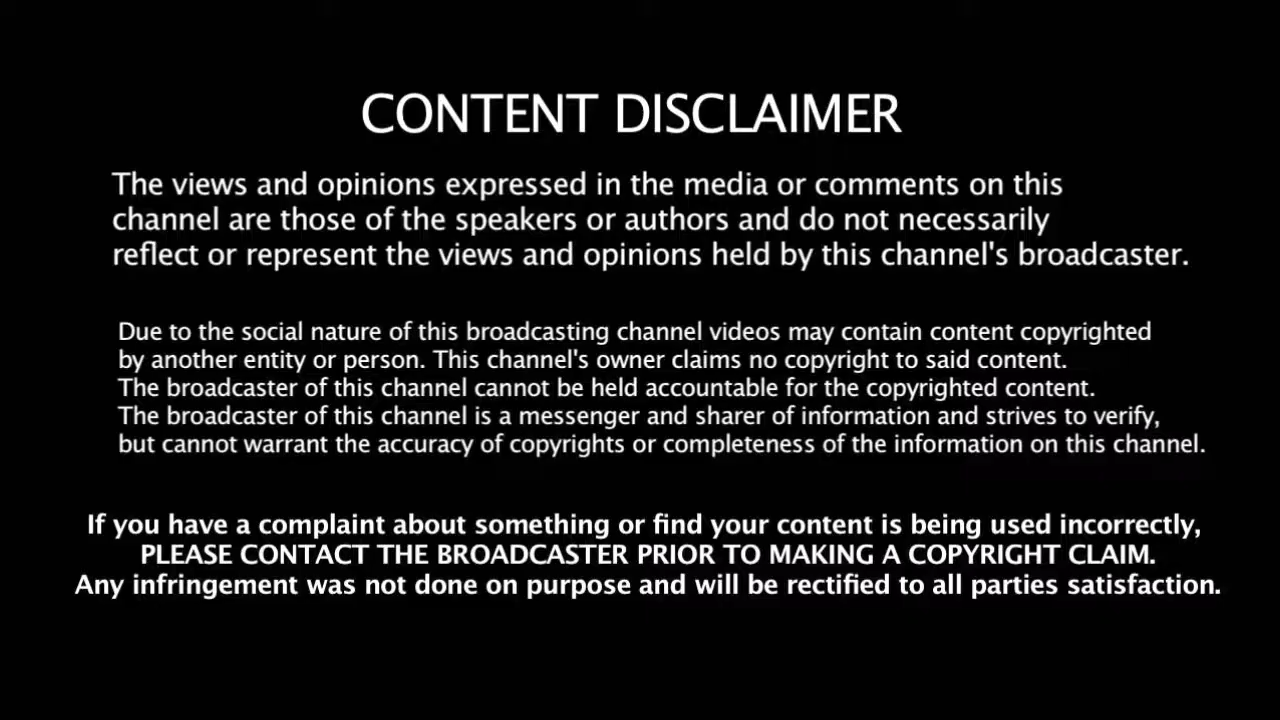 CONTENT DISCLAIMER
The views and opinions expressed in the media or comments on this
channel are those of the speakers or authors and do not necessarily
reflect or represent the views and opinions held by this channel's broadcaster.
Due to the social nature of this broadcasting channel videos may contain content copyrighted
by another entity or person. This channel's owner claims no copyright to said content.
The broadcaster of this channel cannot be held accountable for the copyrighted content.
The broadcaster of this channel is a messenger and sharer of information and strives to verify,
but cannot warrant the accuracy of copyrights or completeness of the information on this channel.
If you have a complaint about something or find your content is being used incorrectly,
PLEASE CONTACT THE BROADCASTER PRIOR TO MAKING A COPYRIGHT CLAIM.
Any infringement was not done on purpose and will be rectified to all parties satisfaction.